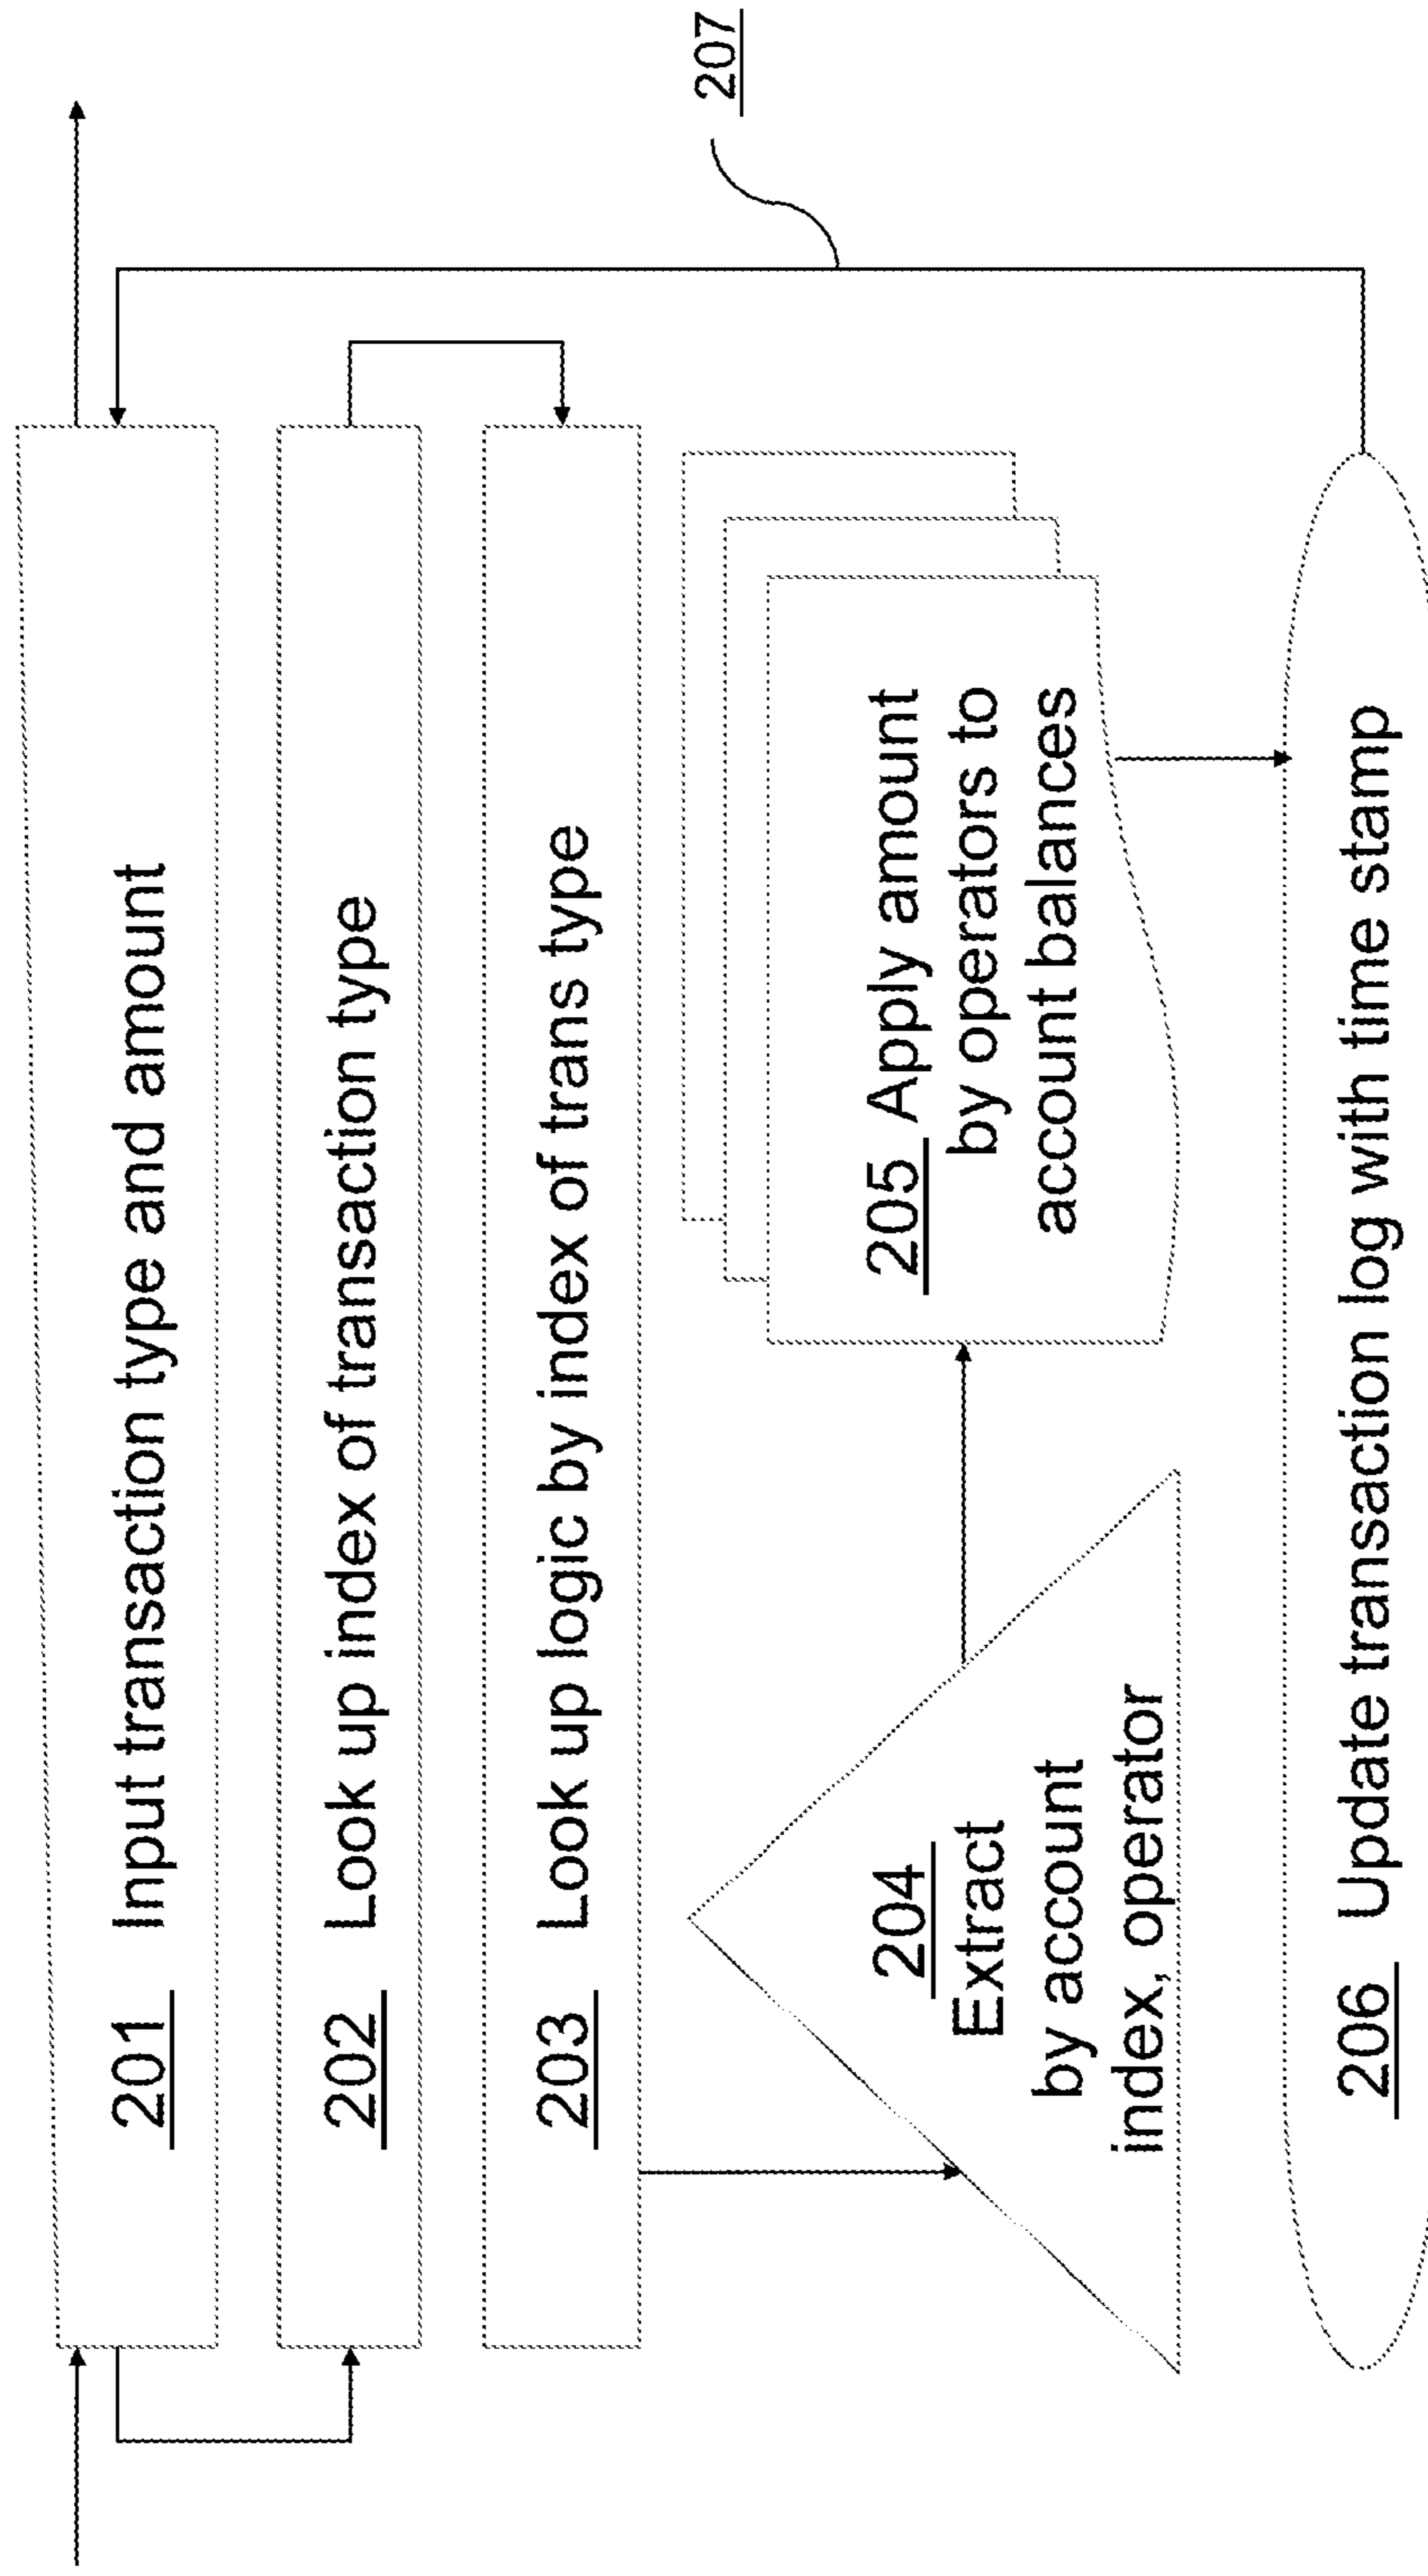 201 Input transaction type and amount
202 Look up index of transaction type
203 Look up logic by index of trans type
204
Extract
by account
index, operator
205 Apply amount
by operators to
account balances
206 Update transaction log with time stamp
207